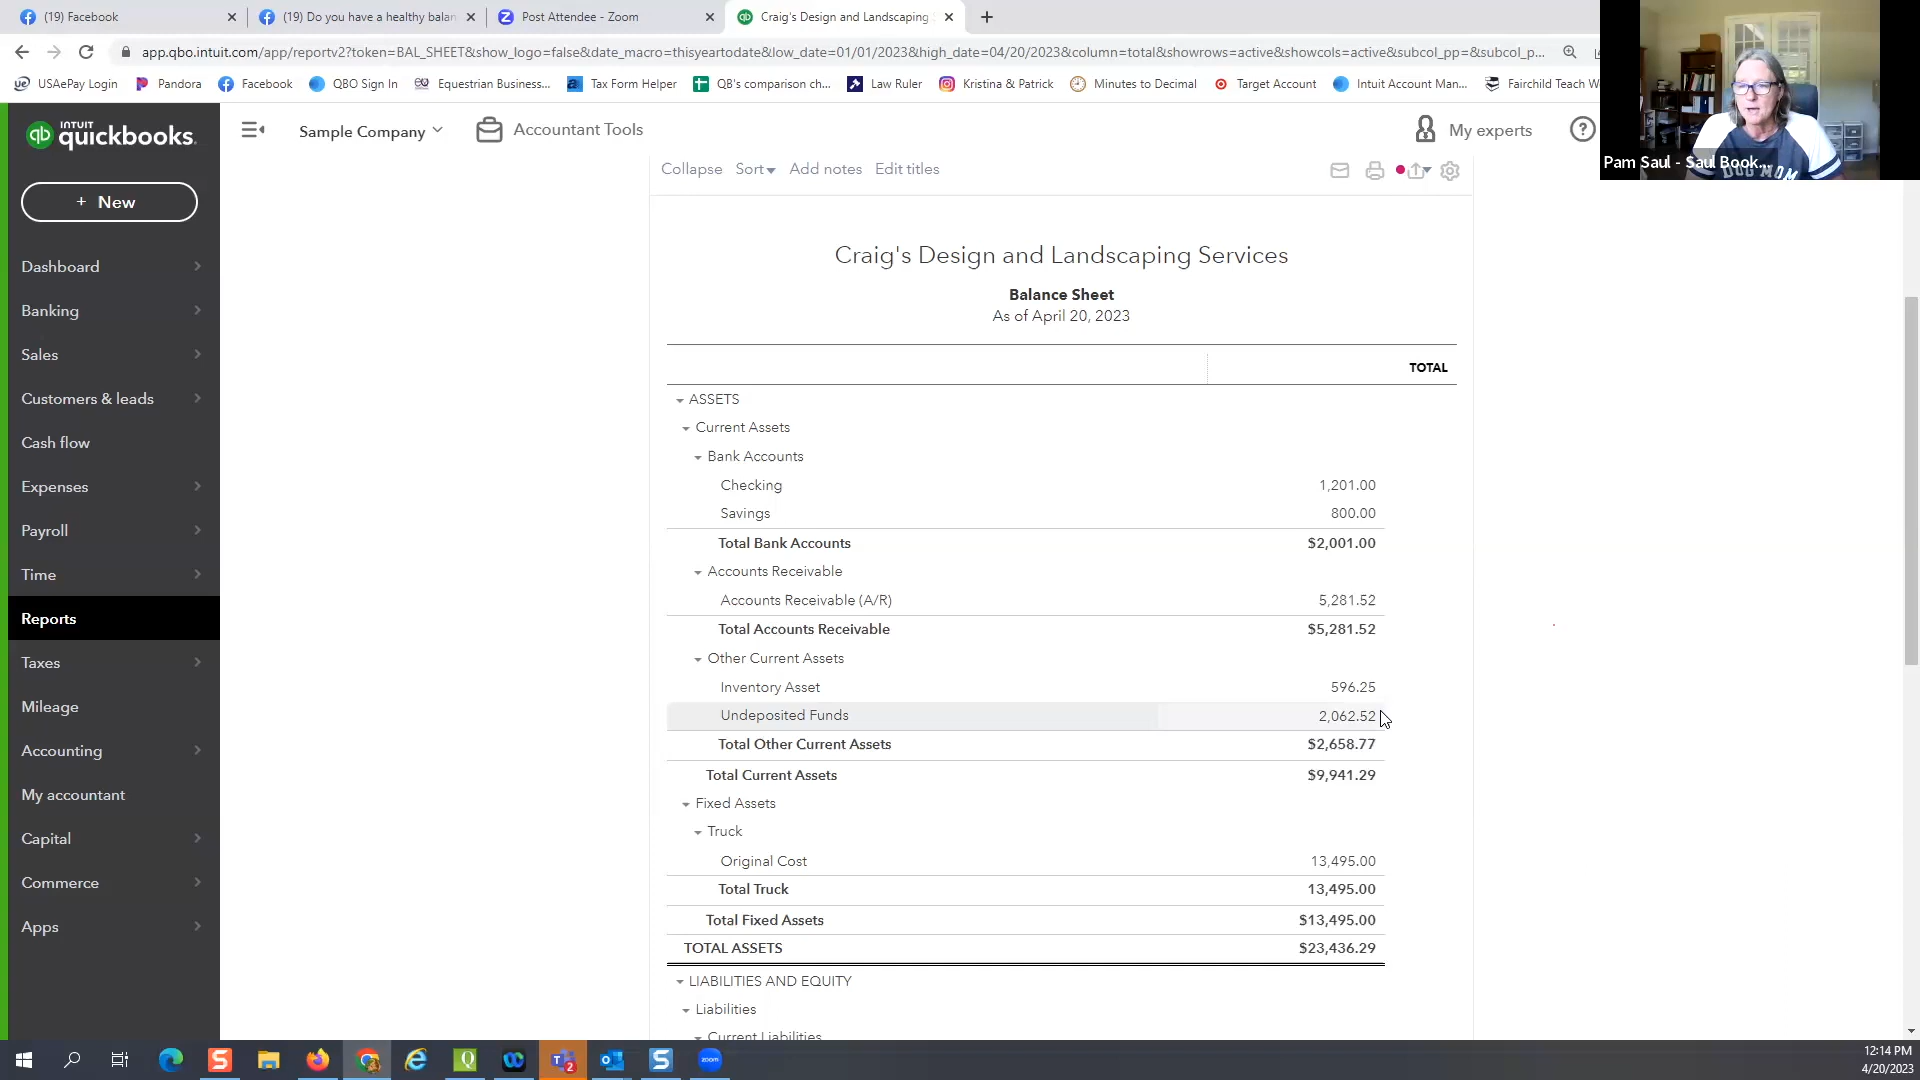 (19) Facebook
(19) Do you have a healthy balan
Post Attendee - Zoom
Craig's Design and Landscaping
app.qbo.intuit.com/app/reportv2?token=BAL_SHEET&show_logo=false&date_macro=thisyeartodate&low_date=01/01/2023&high_date=04/20/2023&column=total&showrows=active&showcols=active&subcol_pp=&subcol_p...
USAePay Login
Pandora
Facebook
QBO Sign In
Equestrian Business...
Tax Form Helper
QB's comparison ch...
Law Ruler
Kristina & Patrick
Minutes to Decimal
Target Account
Intuit Account Man...
Fairchild Teach W
Pam Saul - Saul Book...
DOG MOM
INTUIT
quickbooks.
Sample Company
Accountant Tools
My experts
+ New
Dashboard
Banking
Sales
Customers & leads
Cash flow
Expenses
Payroll
Time
Reports
Taxes
Mileage
Accounting
My accountant
Capital
Commerce
Apps
Collapse Sort Add notes Edit titles
Craig's Design and Landscaping Services
Balance Sheet
As of April 20, 2023
TOTAL
ASSETS
Current Assets
Bank Accounts
Checking 1,201.00
Savings 800.00
Total Bank Accounts $2,001.00
Accounts Receivable
Accounts Receivable (A/R) 5,281.52
Total Accounts Receivable $5,281.52
Other Current Assets
Inventory Asset 596.25
Undeposited Funds 2,062.52
Total Other Current Assets $2,658.77
Total Current Assets $9,941.29
Fixed Assets
Truck
Original Cost 13,495.00
Total Truck 13,495.00
Total Fixed Assets $13,495.00
TOTAL ASSETS $23,436.29
LIABILITIES AND EQUITY
Liabilities
Current Liabilities
12:14 PM
4/20/2023